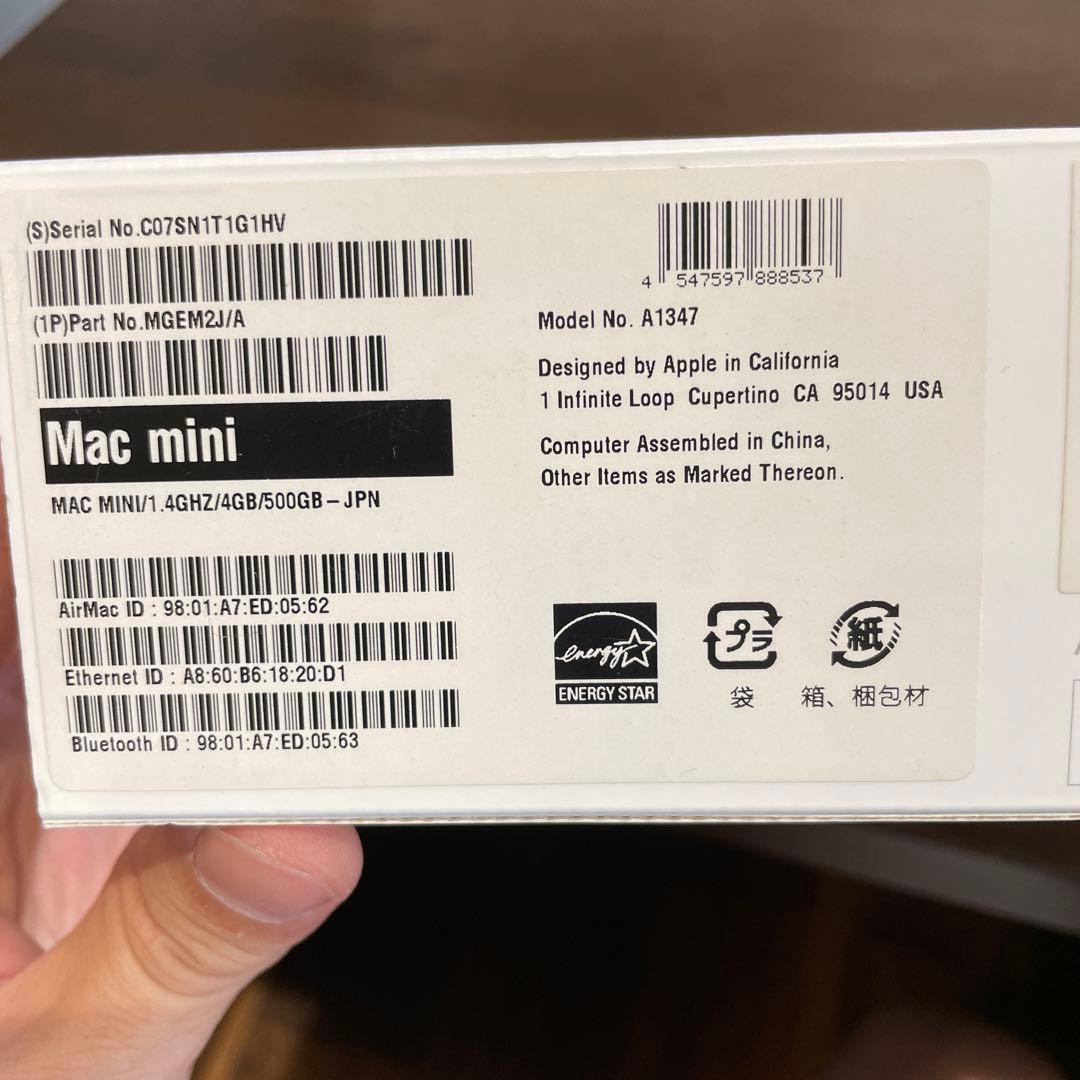 (S)Serial No.C07SN1T1G1HV
(1P)Part No.MGEM2J/A
Mac mini
MAC MINI/1.4GHZ/4GB/500GB–JPN
AirMac ID : 98:01:A7:ED:05:62
Ethernet ID : A8:60:B6:18:20:D1
Bluetooth ID : 98:01:A7:ED:05:63
4 547597 888537
Model No. A1347
Designed by Apple in California
1 Infinite Loop Cupertino CA 95014 USA
Computer Assembled in China,
Other Items as Marked Thereon.
energy
ENERGY STAR
プラ
袋
紙
箱、梱包材